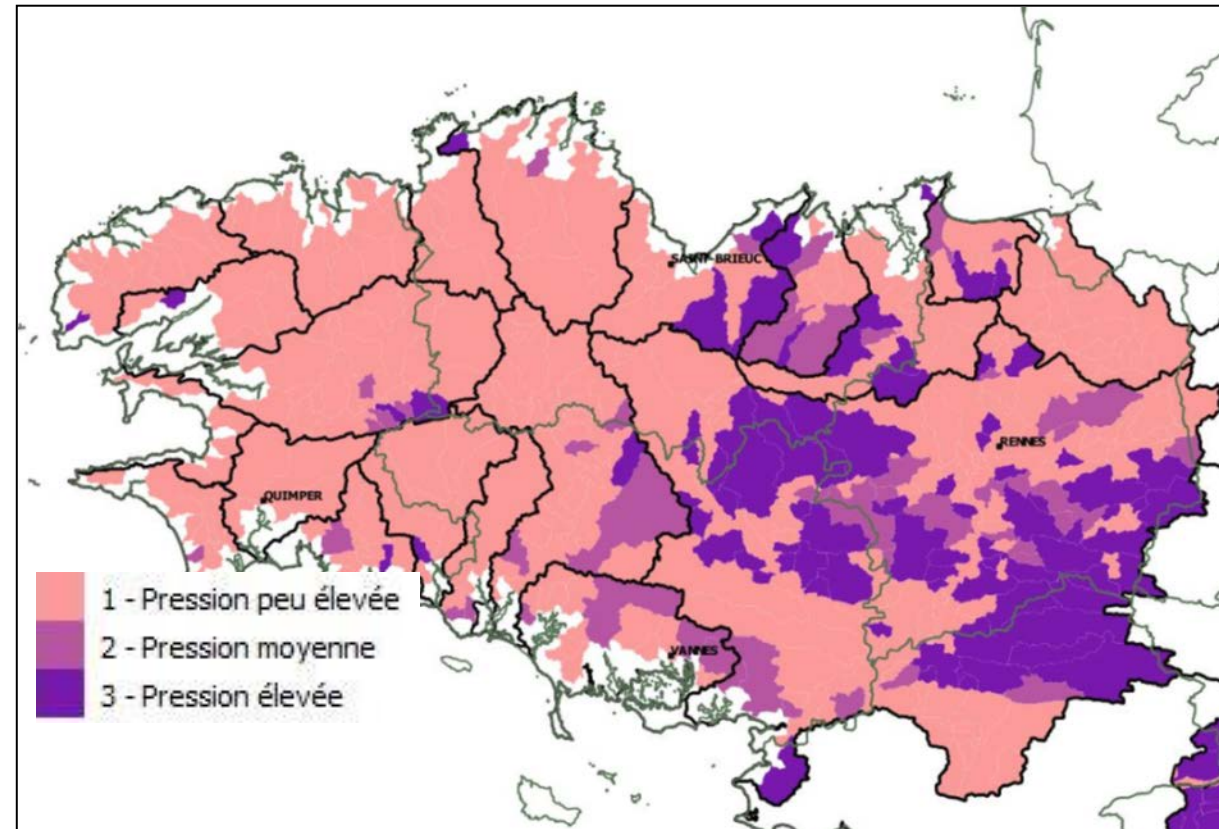 SAINT-BRIEUC
RENNES
QUIMPER
VANNES
1 - Pression peu élevée
2 - Pression moyenne
3 - Pression élevée